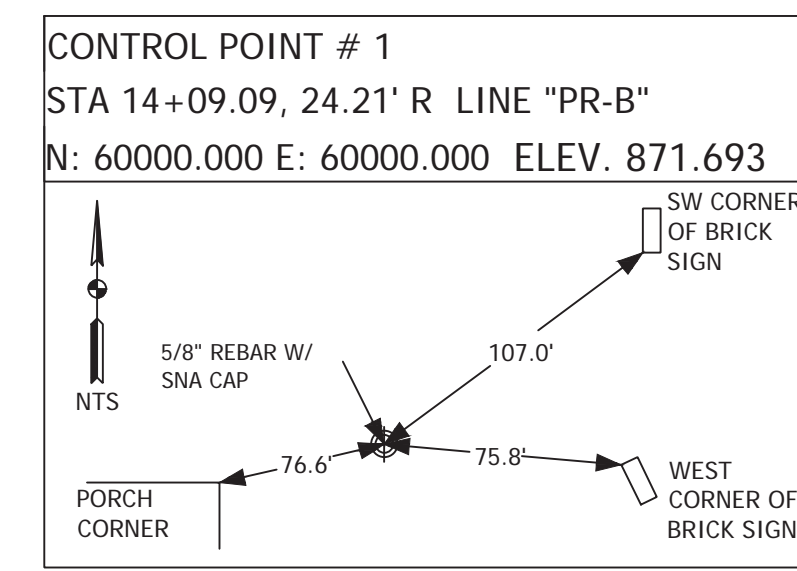 CONTROL POINT # 1
STA 14+09.09, 24.21' R LINE "PR-B"
N: 60000.000 E: 60000.000 ELEV. 871.693
SW CORNER
OF BRICK
SIGN
5/8" REBAR W/
SNA CAP
107.0'
NTS
76.6'
75.8'
PORCH
CORNER
WEST
CORNER OF
BRICK SIGN